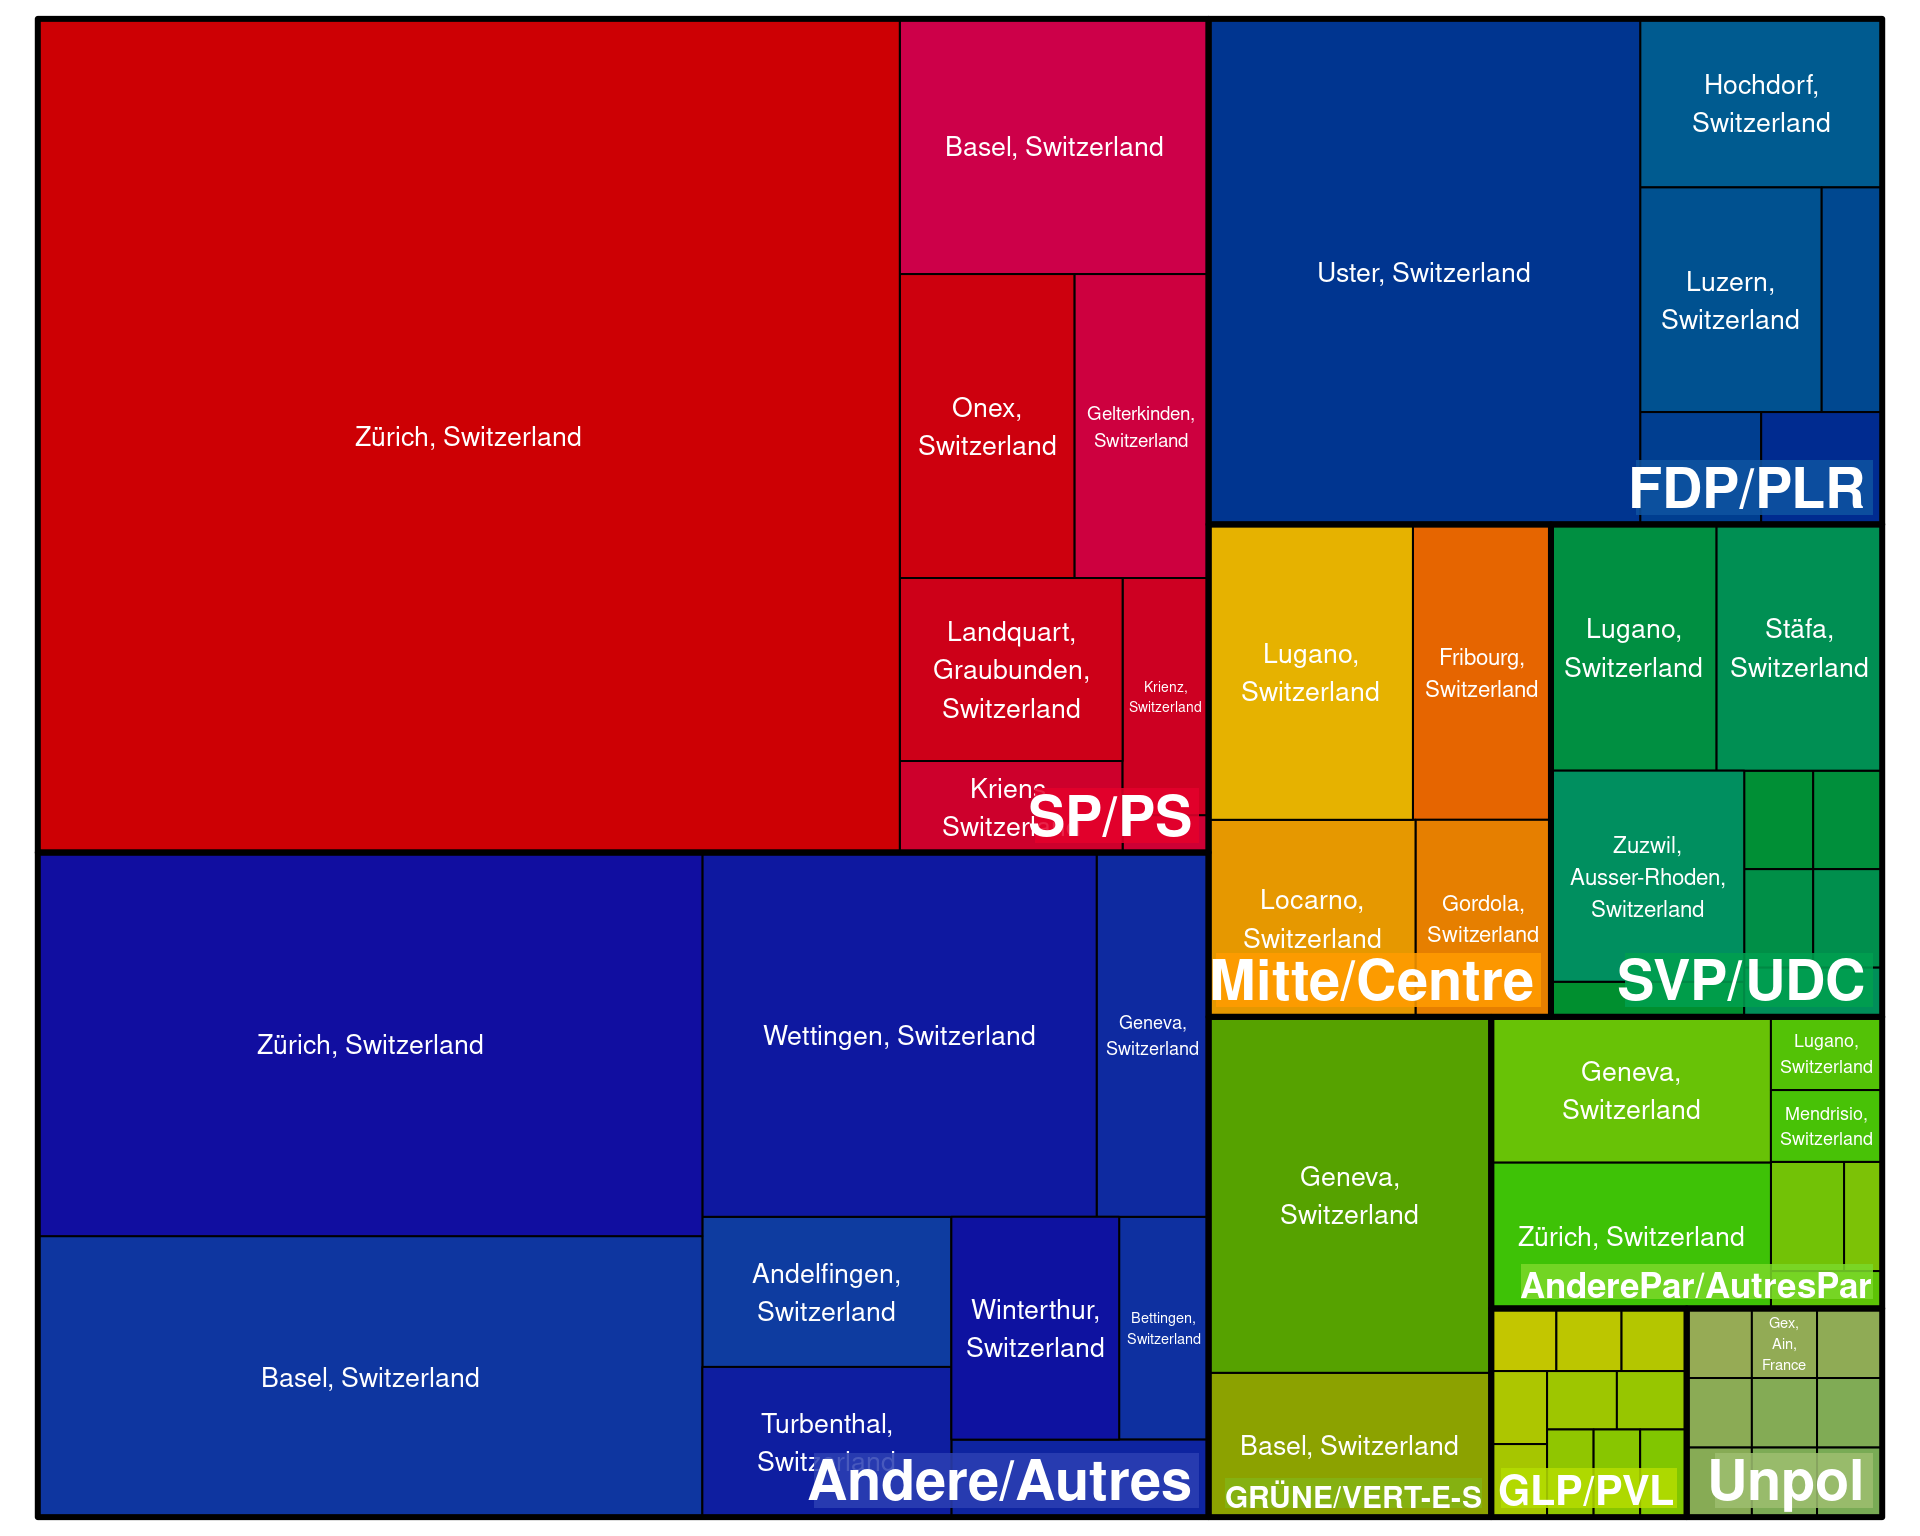 Zürich, Switzerland
Basel, Switzerland
Onex,
Switzerland
Gelterkinden,
Switzerland
Landquart,
Graubunden,
Switzerland
Krienz,
Switzerland
Kriens
Switzerl
SP/PS
Uster, Switzerland
Hochdorf,
Switzerland
Luzern,
Switzerland
FDP/PLR
Lugano,
Switzerland
Fribourg,
Switzerland
Locarno,
Switzerland
Gordola,
Switzerland
Mitte/Centre
Lugano,
Switzerland
Stäfa,
Switzerland
Zuzwil,
Ausser-Rhoden,
Switzerland
SVP/UDC
Zürich, Switzerland
Wettingen, Switzerland
Geneva,
Switzerland
Basel, Switzerland
Andelfingen,
Switzerland
Winterthur,
Switzerland
Bettingen,
Switzerland
Turbenthal,
Switzerland
Andere/Autres
Geneva,
Switzerland
Basel, Switzerland
GRÜNE/VERT-E-S
Geneva,
Switzerland
Lugano,
Switzerland
Mendrisio,
Switzerland
Zürich, Switzerland
AnderePar/AutresPar
GLP/PVL
Gex,
Ain,
France
Unpol